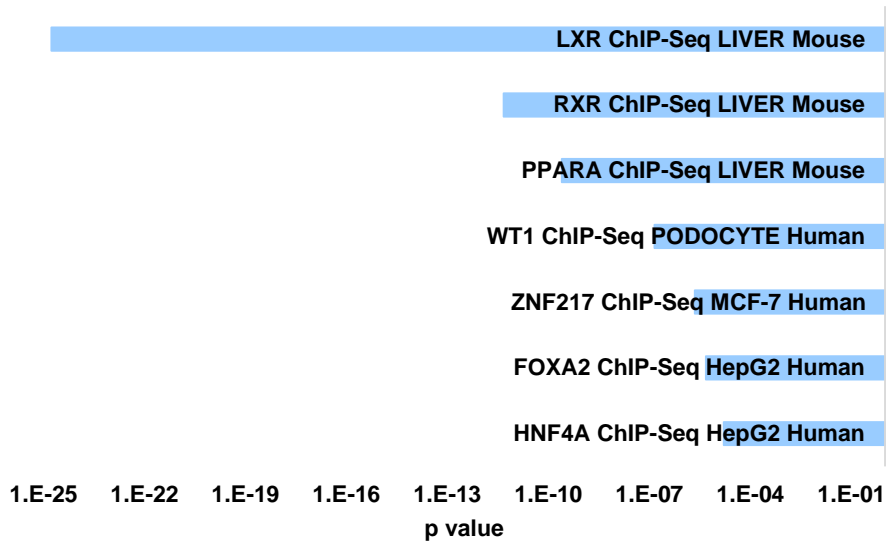 LXR ChIP-Seq LIVER Mouse
RXR ChIP-Seq LIVER Mouse
PPARA ChIP-Seq LIVER Mouse
WT1 ChIP-Seq PODOCYTE Human
ZNF217 ChIP-Seq MCF-7 Human
FOXA2 ChIP-Seq HepG2 Human
HNF4A ChIP-Seq HepG2 Human
1.E-25 1.E-22 1.E-19 1.E-16 1.E-13 1.E-10 1.E-07 1.E-04 1.E-01
p value